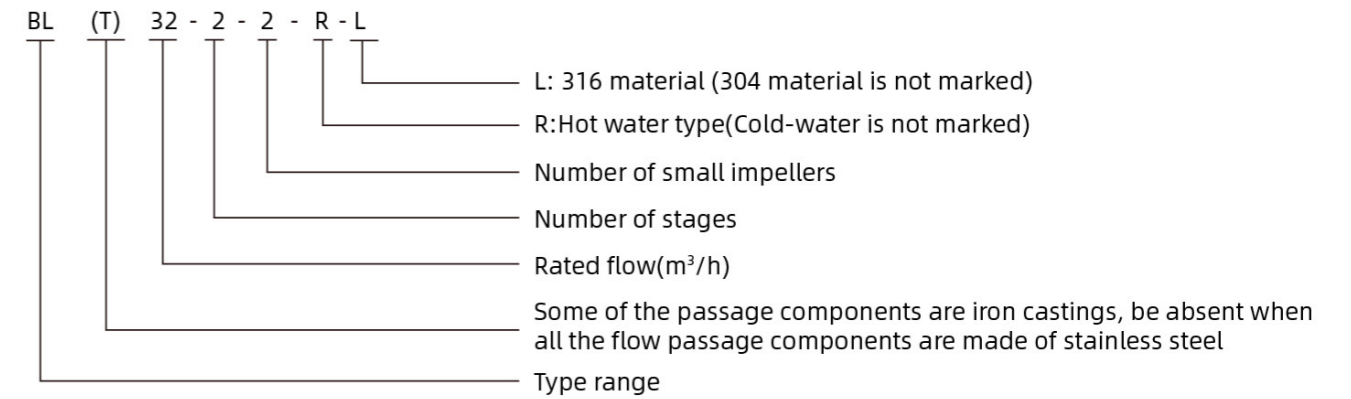 BL (T) 32 - 2 - 2 - R - L
L: 316 material (304 material is not marked)
R:Hot water type(Cold-water is not marked)
Number of small impellers
Number of stages
Rated flow(m³/h)
Some of the passage components are iron castings, be absent when
all the flow passage components are made of stainless steel
Type range